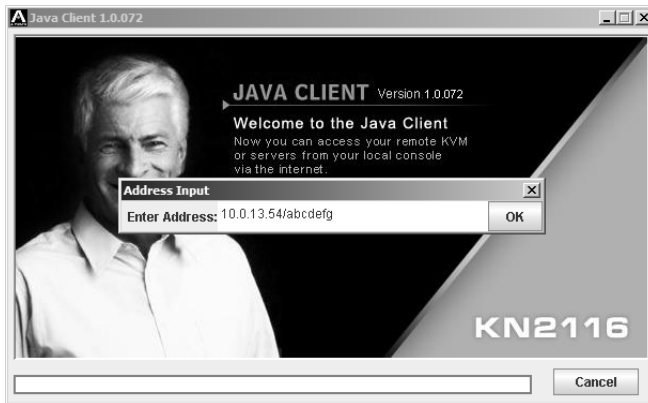 Java Client 1.0.072
JAVA CLIENT Version 1.0.072
Welcome to the Java Client
Now you can access your remote KVM
or servers from your local console
via the internet.
Address Input
Enter Address: 10.0.13.54/abcdefg OK
KN2116
Cancel